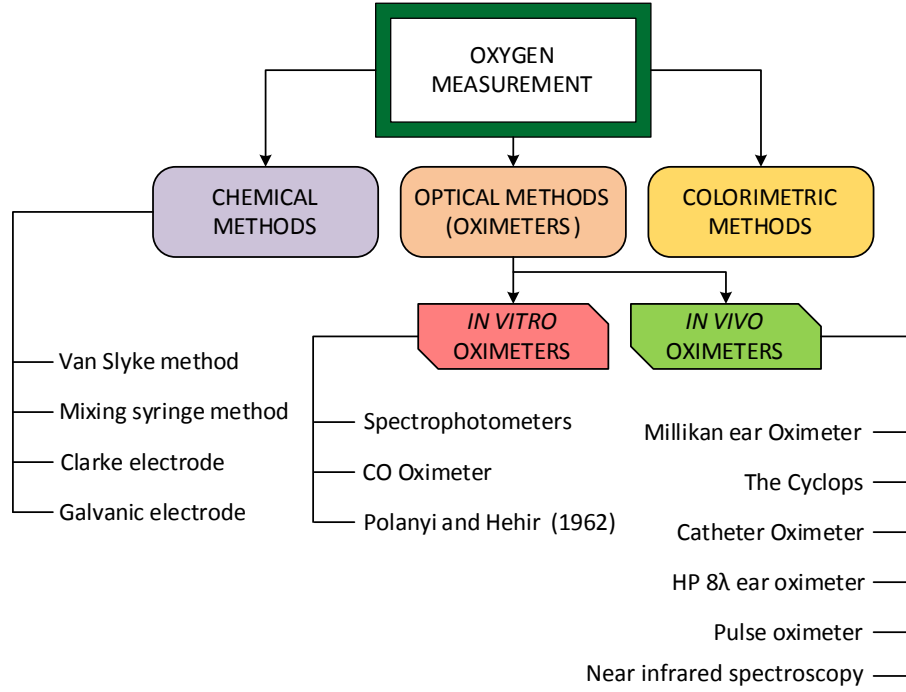 OXYGEN
MEASUREMENT
CHEMICAL
METHODS
OPTICAL METHODS
(OXIMETERS)
COLORIMETRIC
METHODS
IN VITRO
OXIMETERS
IN VIVO
OXIMETERS
Van Slyke method
Mixing syringe method
Clarke electrode
Galvanic electrode
Spectrophotometers
CO Oximeter
Polanyi and Hehir (1962)
Millikan ear Oximeter
The Cyclops
Catheter Oximeter
HP 8λ ear oximeter
Pulse oximeter
Near infrared spectroscopy